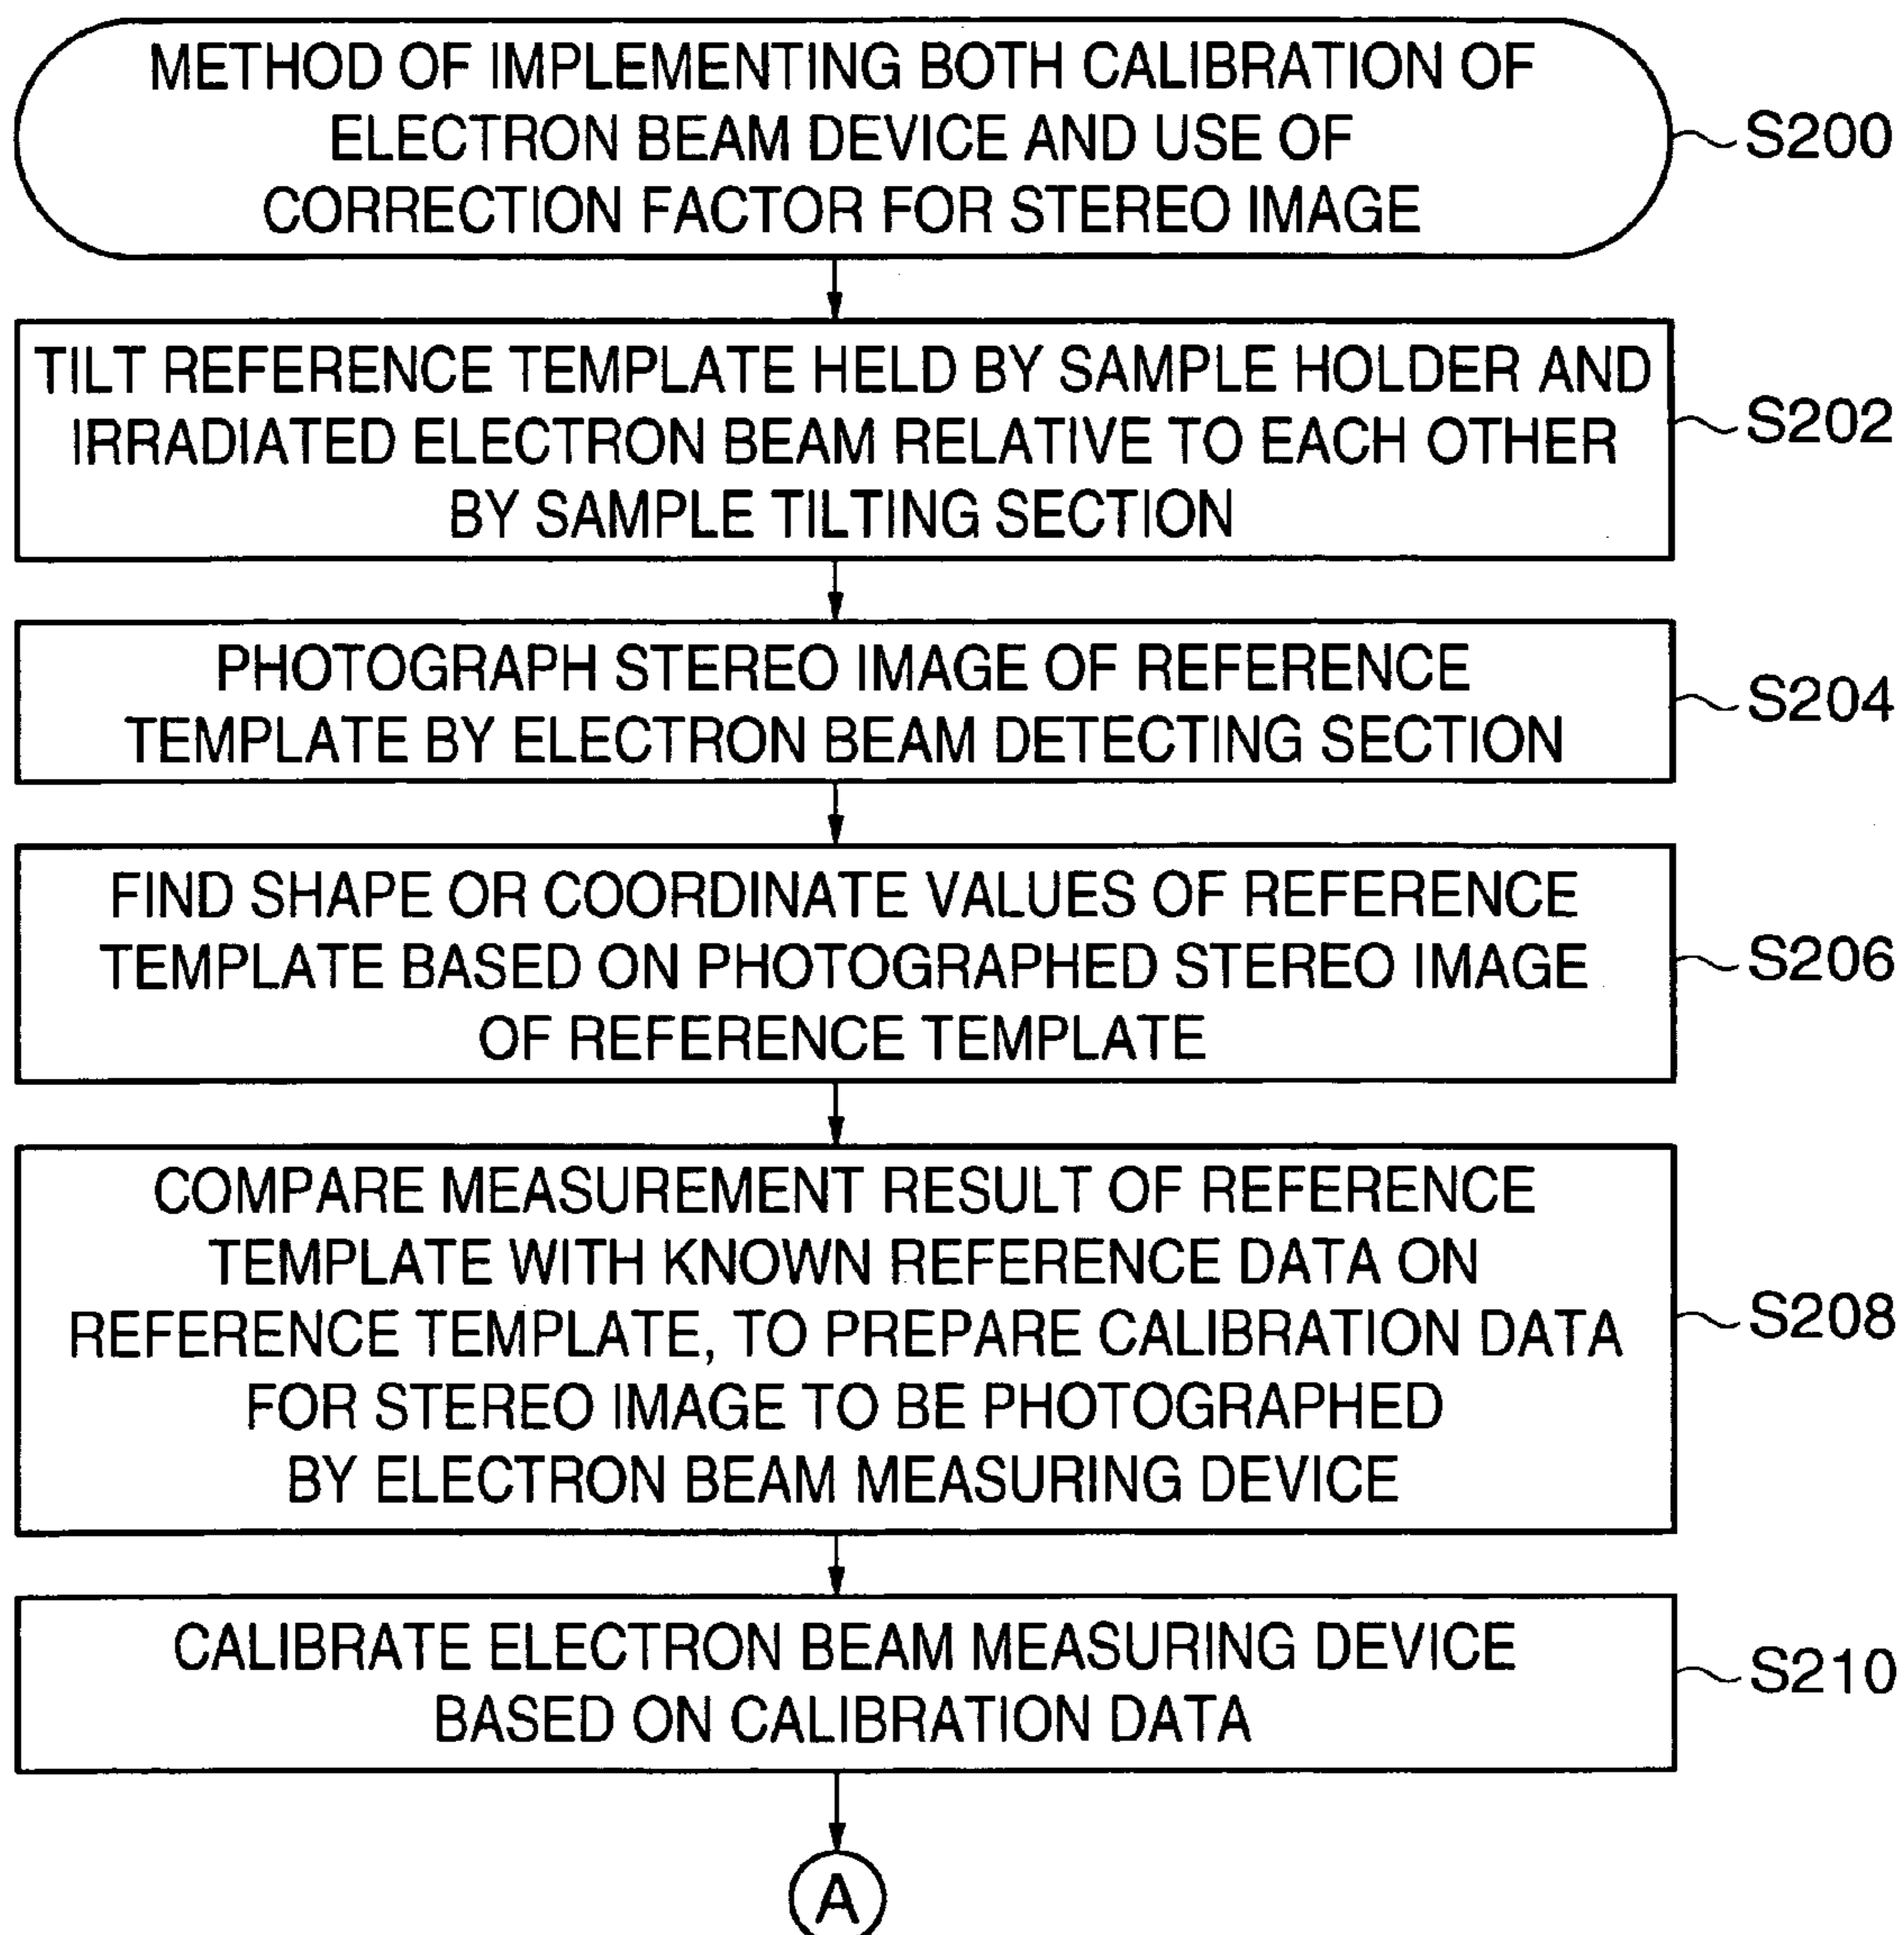 METHOD OF IMPLEMENTING BOTH CALIBRATION OF
ELECTRON BEAM DEVICE AND USE OF
CORRECTION FACTOR FOR STEREO IMAGE
S200
TILT REFERENCE TEMPLATE HELD BY SAMPLE HOLDER AND
IRRADIATED ELECTRON BEAM RELATIVE TO EACH OTHER
BY SAMPLE TILTING SECTION
S202
PHOTOGRAPH STEREO IMAGE OF REFERENCE
TEMPLATE BY ELECTRON BEAM DETECTING SECTION
S204
FIND SHAPE OR COORDINATE VALUES OF REFERENCE
TEMPLATE BASED ON PHOTOGRAPHED STEREO IMAGE
OF REFERENCE TEMPLATE
S206
COMPARE MEASUREMENT RESULT OF REFERENCE
TEMPLATE WITH KNOWN REFERENCE DATA ON
REFERENCE TEMPLATE, TO PREPARE CALIBRATION DATA
FOR STEREO IMAGE TO BE PHOTOGRAPHED
BY ELECTRON BEAM MEASURING DEVICE
S208
CALIBRATE ELECTRON BEAM MEASURING DEVICE
BASED ON CALIBRATION DATA
S210
A